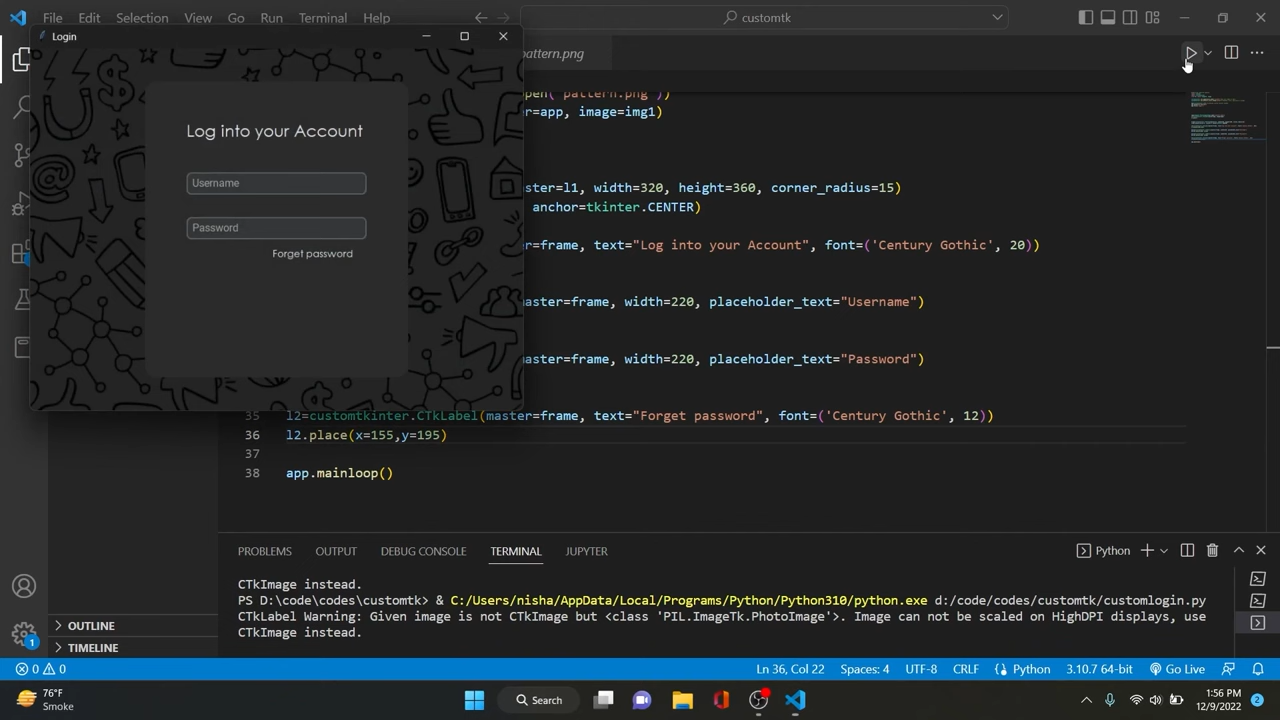 File Edit Selection View Go Run Terminal Help
customtk
Login
pattern.png
Log into your Account
Username
Password
Forget password
pen("pattern.png"))
r=app, image=img1)
ster=l1, width=320, height=360, corner_radius=15)
anchor=tkinter.CENTER)
ster=frame, text="Log into your Account", font=('Century Gothic', 20))
ster=frame, width=220, placeholder_text="Username")
ster=frame, width=220, placeholder_text="Password")
35 l2=customtkinter.CTkLabel(master=frame, text="Forget password", font=('Century Gothic', 12))
36 l2.place(x=155,y=195)
37
38 app.mainloop()
PROBLEMS OUTPUT DEBUG CONSOLE TERMINAL JUPYTER
Python
CTkImage instead.
PS D:\code\codes\customtk> & C:/Users/nisha/AppData/Local/Programs/Python/Python310/python.exe d:/code/codes/customtk/customlogin.py
CTkLabel Warning: Given image is not CTkImage but <class 'PIL.ImageTk.PhotoImage'>. Image can not be scaled on HighDPI displays, use
CTkImage instead.
OUTLINE
TIMELINE
1
0 0
Ln 36, Col 22 Spaces: 4 UTF-8 CRLF Python 3.10.7 64-bit Go Live
76°F
Smoke
Search
1:56 PM
12/9/2022
2